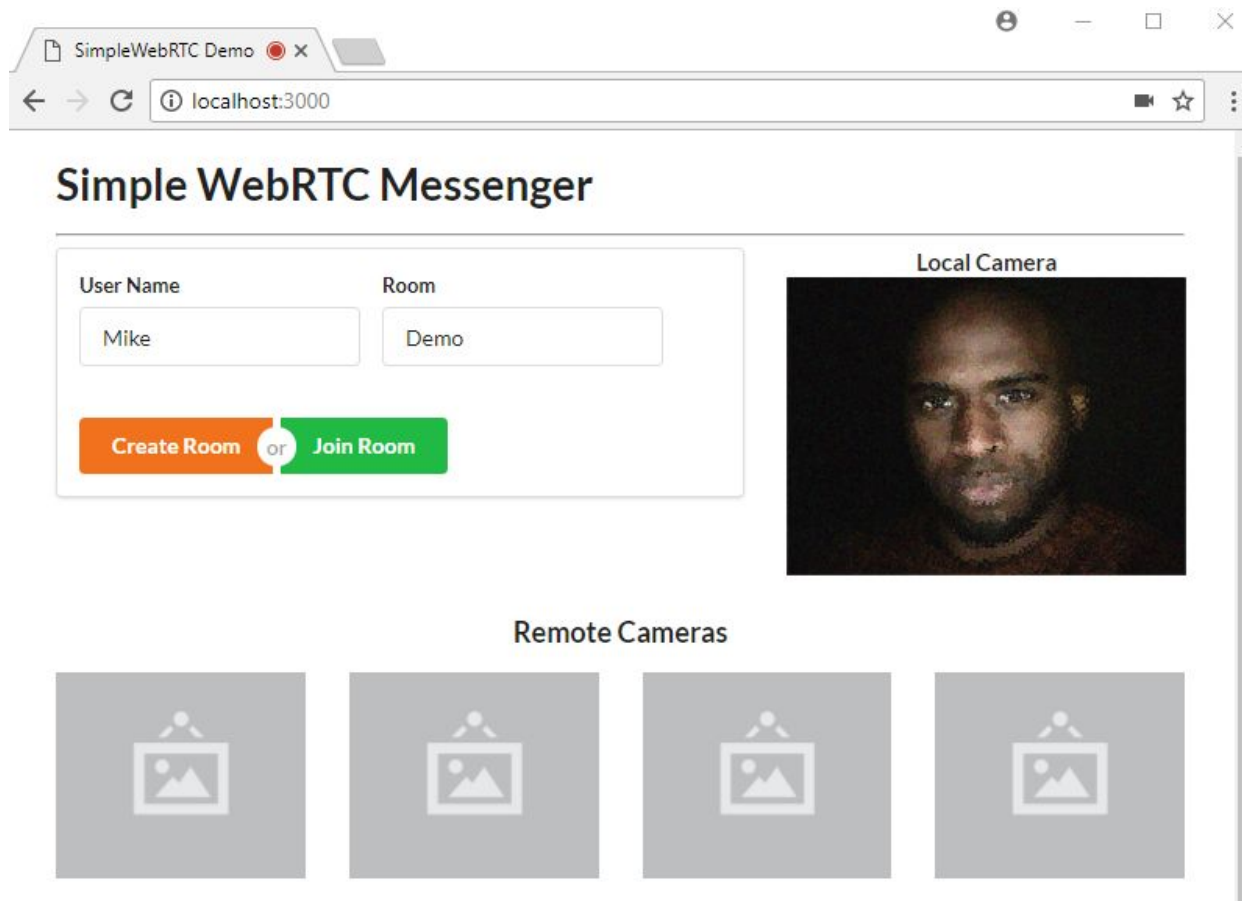 SimpleWebRTC Demo
localhost:3000
Simple WebRTC Messenger
User Name
Room
Local Camera
Mike
Demo
Create Room or Join Room
Remote Cameras